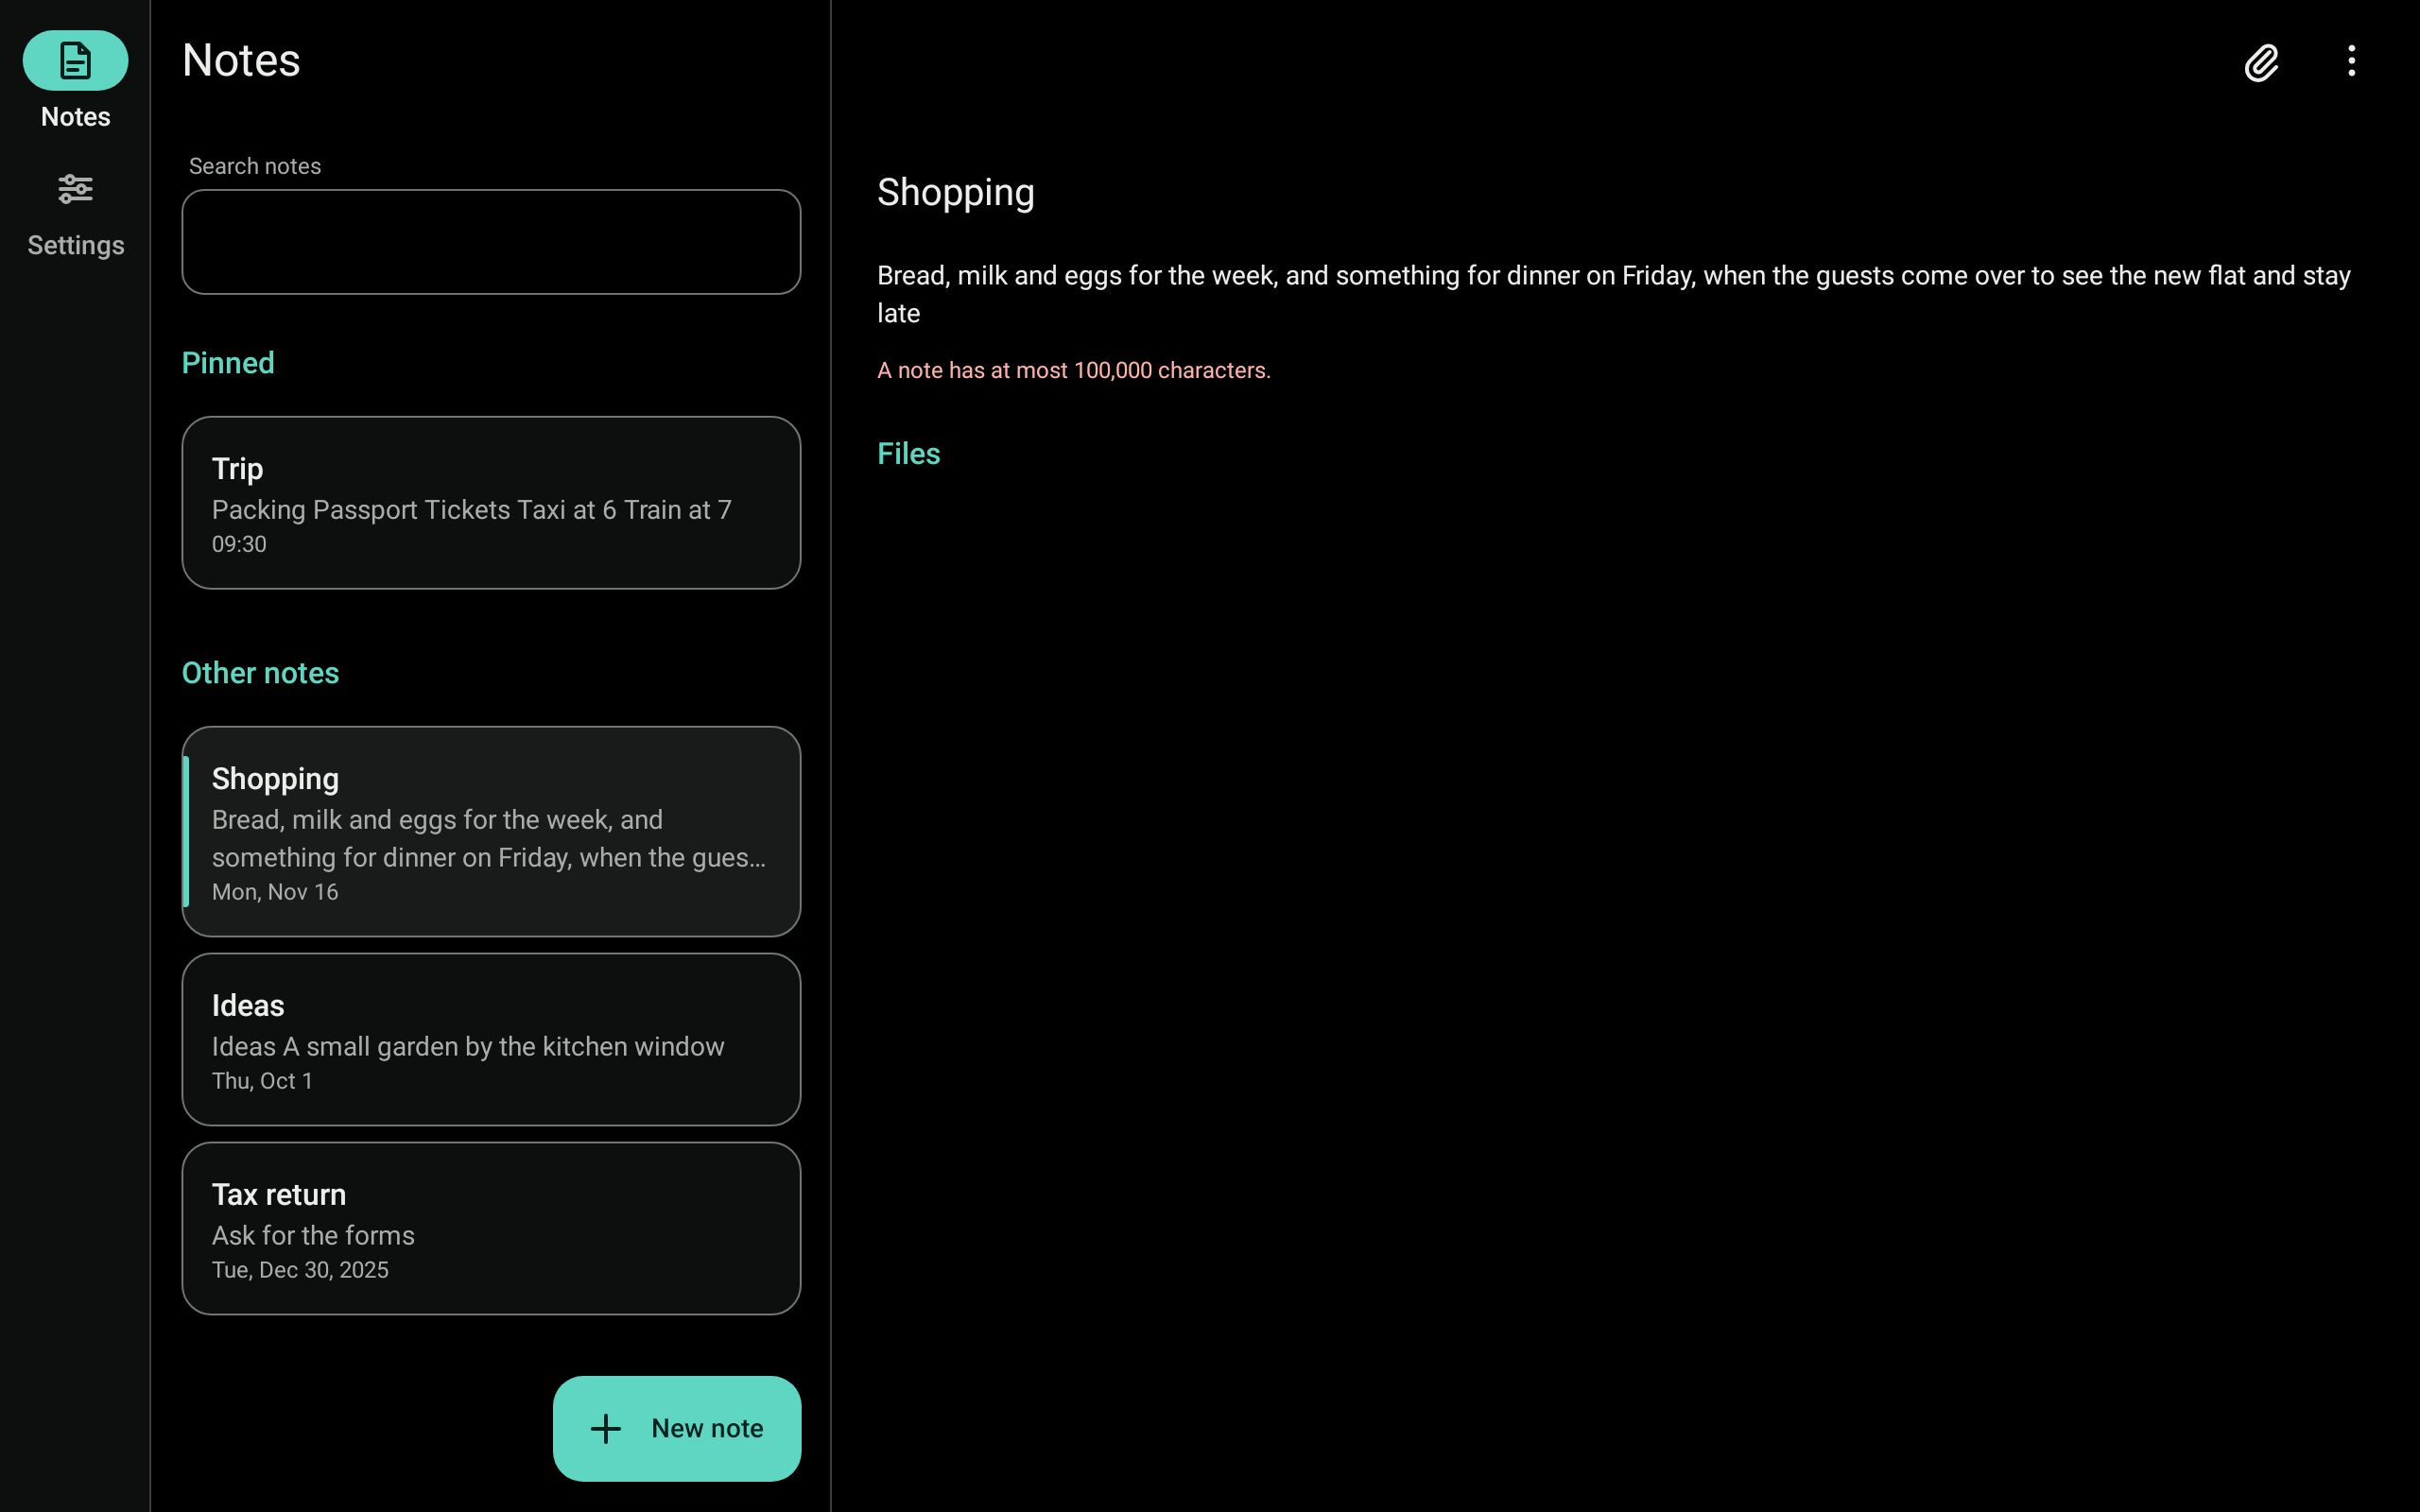 Notes
Settings
Notes
Search notes
Pinned
Trip
Packing Passport Tickets Taxi at 6 Train at 7
09:30
Other notes
Shopping
Bread, milk and eggs for the week, and
something for dinner on Friday, when the gues…
Mon, Nov 16
Ideas
Ideas A small garden by the kitchen window
Thu, Oct 1
Tax return
Ask for the forms
Tue, Dec 30, 2025
New note
Shopping
Bread, milk and eggs for the week, and something for dinner on Friday, when the guests come over to see the new flat and stay
late
A note has at most 100,000 characters.
Files